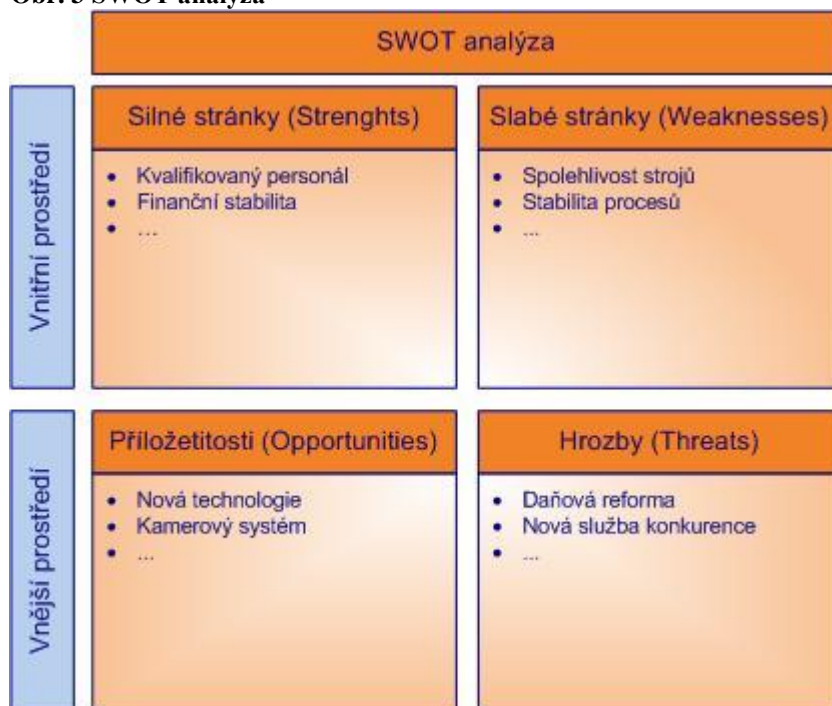 Obr. 3 SWOT analýza
SWOT analýza
Vnitřní prostředí
Silné stránky (Strenghts)
• Kvalifikovaný personál
• Finanční stabilita
• ...
Slabé stránky (Weaknesses)
• Spolehlivost strojů
• Stabilita procesů
• ...
Vnější prostředí
Příložetitosti (Opportunities)
• Nová technologie
• Kamerový systém
• ...
Hrozby (Threats)
• Daňová reforma
• Nová služba konkurence
• ...